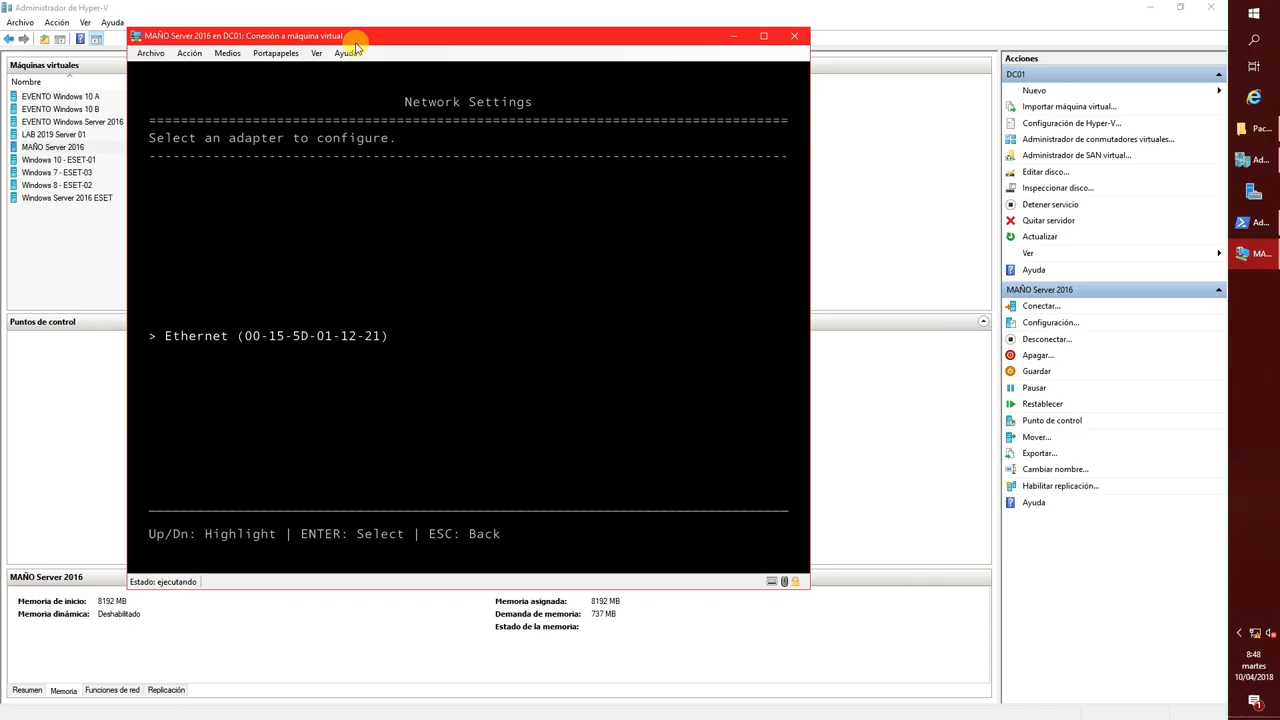 Administrador de Hyper-V
Archivo Acción Ver Ayuda
Máquinas virtuales
Nombre
EVENTO Windows 10 A
EVENTO Windows 10 B
EVENTO Windows Server 2016
LAB 2019 Server 01
MAÑO Server 2016
Windows 10 - ESET-01
Windows 7 - ESET-03
Windows 8 - ESET-02
Windows Server 2016 ESET
Puntos de control
MAÑO Server 2016 en DC01: Conexión a máquina virtual
Archivo Acción Medios Portapapeles Ver Ayuda
Network Settings
================================================================================
Select an adapter to configure.
--------------------------------------------------------------------------------
> Ethernet (00-15-5D-01-12-21)
Up/Dn: Highlight | ENTER: Select | ESC: Back
Estado: ejecutando
MAÑO Server 2016
Memoria de inicio: 8192 MB
Memoria dinámica: Deshabilitado
Memoria asignada: 8192 MB
Demanda de memoria: 737 MB
Estado de la memoria:
Resumen Memoria Funciones de red Replicación
Acciones
DC01
Nuevo
Importar máquina virtual...
Configuración de Hyper-V...
Administrador de conmutadores virtuales...
Administrador de SAN virtual...
Editar disco...
Inspeccionar disco...
Detener servicio
Quitar servidor
Actualizar
Ver
Ayuda
MAÑO Server 2016
Conectar...
Configuración...
Desconectar...
Apagar...
Guardar
Pausar
Restablecer
Punto de control
Mover...
Exportar...
Cambiar nombre...
Habilitar replicación...
Ayuda
Pac...
Ad...
Ad...
MA...
8:48
martes
10/04/2018
1